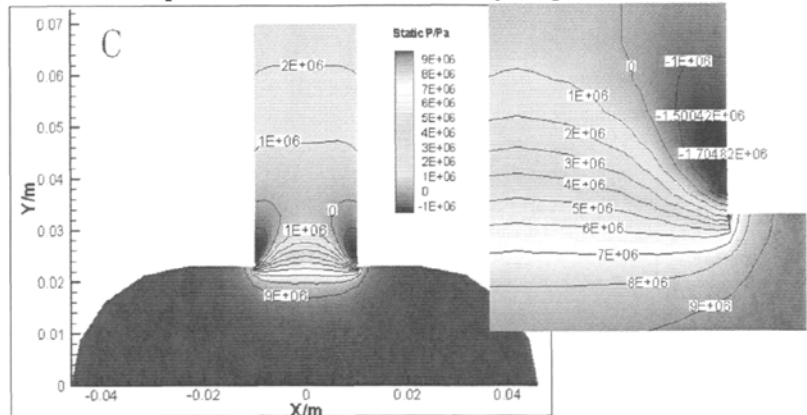 C
Y/m
0.07
0.06
0.05
0.04
0.03
0.02
0.01
0
-0.04
-0.02
0
0.02
0.04
X/m
2E+06
1E+06
0
1E+06
9E+06
Static P/Pa
9E+06
8E+06
7E+06
6E+06
5E+06
4E+06
3E+06
2E+06
1E+06
0
-1E+06
0
-1E+06
1E+06
-1.50042E+06
2E+06
-1.70482E+06
3E+06
4E+06
5E+06
6E+06
7E+06
8E+06
9E+06